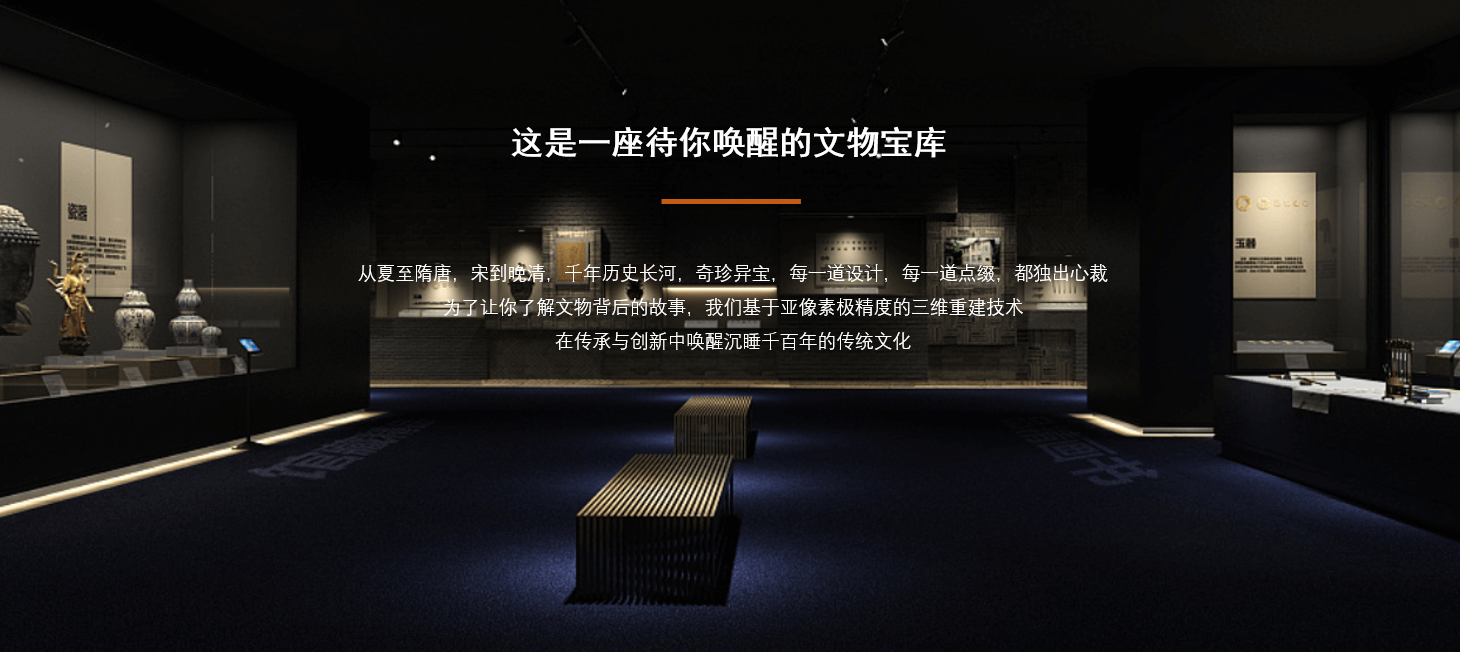 这是一座待你唤醒的文物宝库
从夏至隋唐，宋到晚清，千年历史长河，奇珍异宝，每一道设计，每一道点缀，都独出心裁
为了让你了解文物背后的故事，我们基于亚像素极精度的三维重建技术
在传承与创新中唤醒沉睡千百年的传统文化
瓷器
玉器